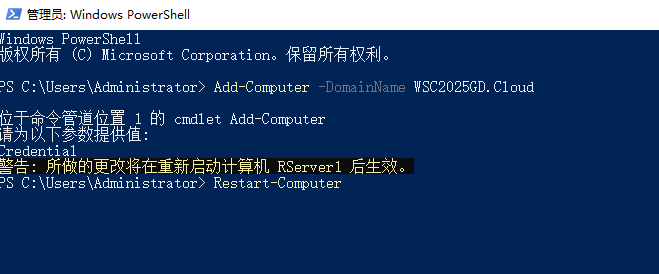 管理员: Windows PowerShell
Windows PowerShell
版权所有 (C) Microsoft Corporation。保留所有权利。
PS C:\Users\Administrator> Add-Computer -DomainName WSC2025GD.Cloud
位于命令管道位置 1 的 cmdlet Add-Computer
请为以下参数提供值:
Credential
警告: 所做的更改将在重新启动计算机 RServer1 后生效。
PS C:\Users\Administrator> Restart-Computer